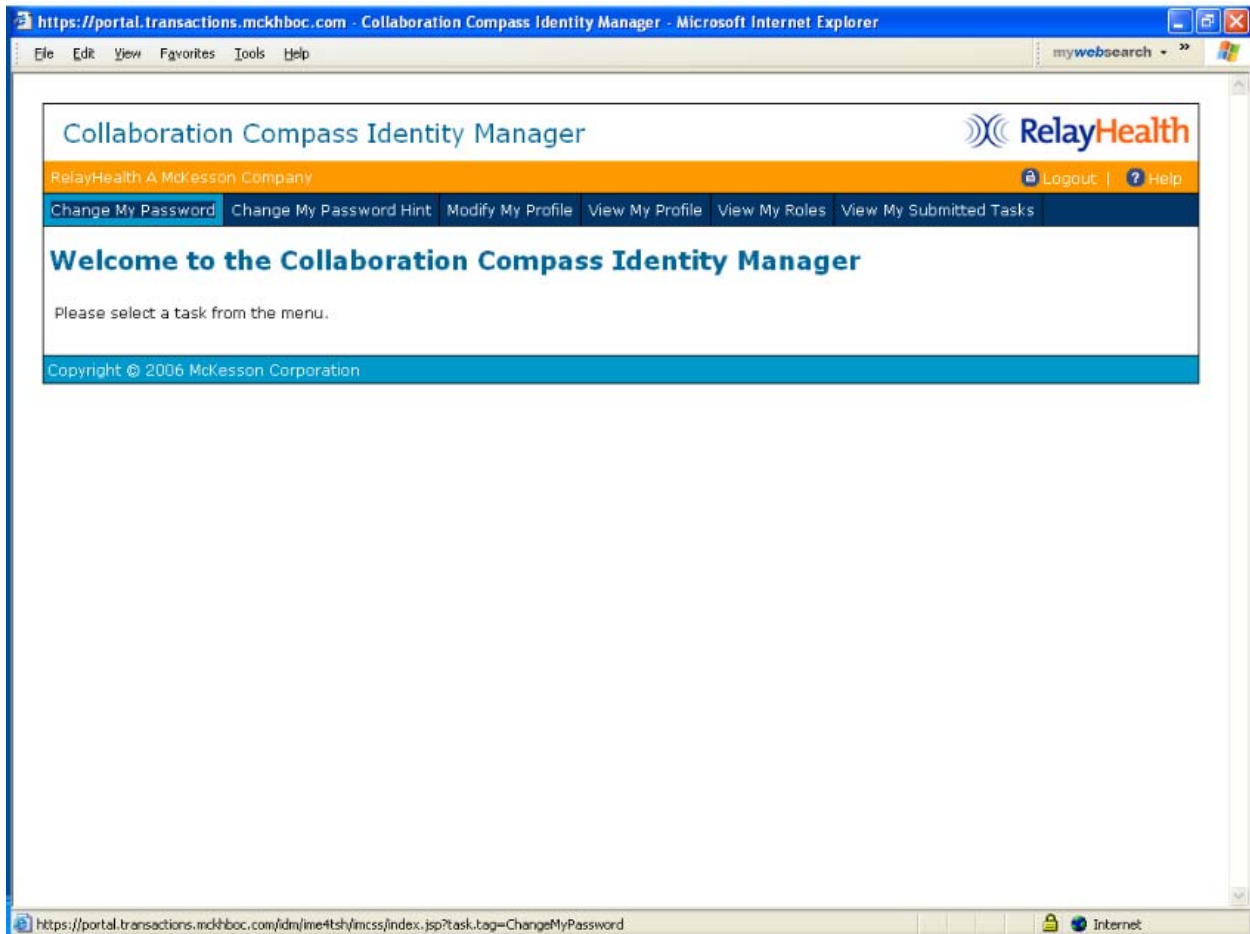 https://portal.transactions.mckhboc.com - Collaboration Compass Identity Manager - Microsoft Internet Explorer
File Edit View Favorites Tools Help mywebsearch »
Collaboration Compass Identity Manager RelayHealth
RelayHealth A McKesson Company Logout | ? Help
Change My Password Change My Password Hint Modify My Profile View My Profile View My Roles View My Submitted Tasks
Welcome to the Collaboration Compass Identity Manager
Please select a task from the menu.
Copyright © 2006 McKesson Corporation
https://portal.transactions.mckhboc.com/idm/ime4tsh/imcss/index.jsp?task.tag=ChangeMyPassword Internet